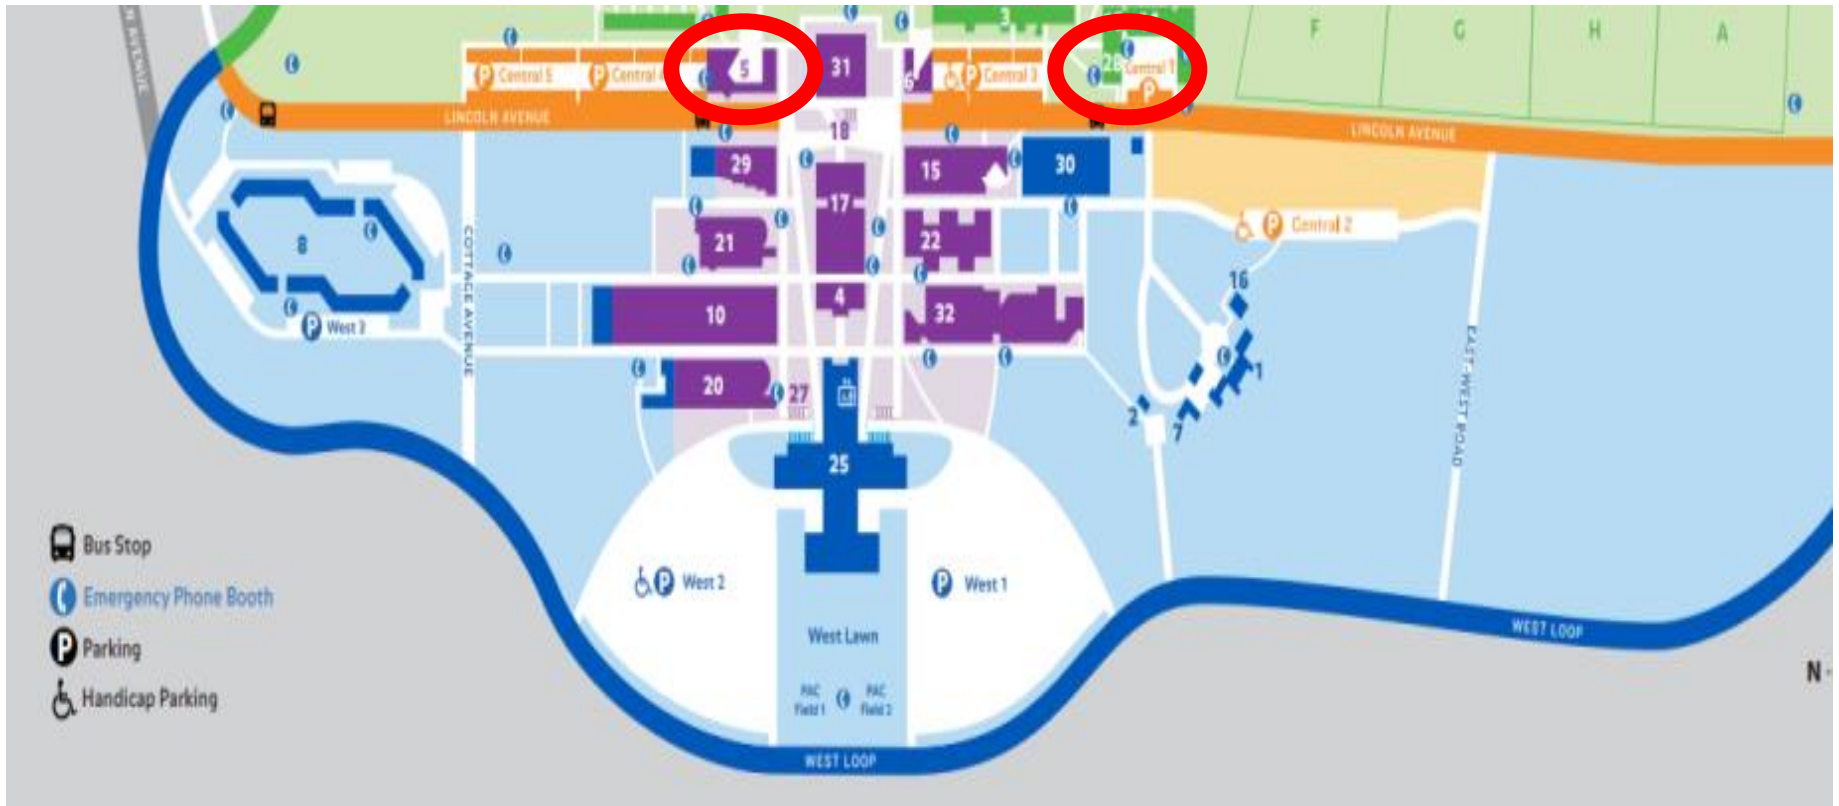 N AVENUE
3
F
G
H
A
5
31
6
28
Central 5
Central 4
Central 3
Central 1
LINCOLN AVENUE
LINCOLN AVENUE
18
29
15
30
17
21
22
Central 2
8
COTTAGE AVENUE
16
4
10
32
West 3
EAST-WEST ROAD
1
20
27
2
7
25
Bus Stop
Emergency Phone Booth
Parking
Handicap Parking
West 2
West 1
West Lawn
PAC Field 1
PAC Field 2
WEST LOOP
WEST LOOP
N